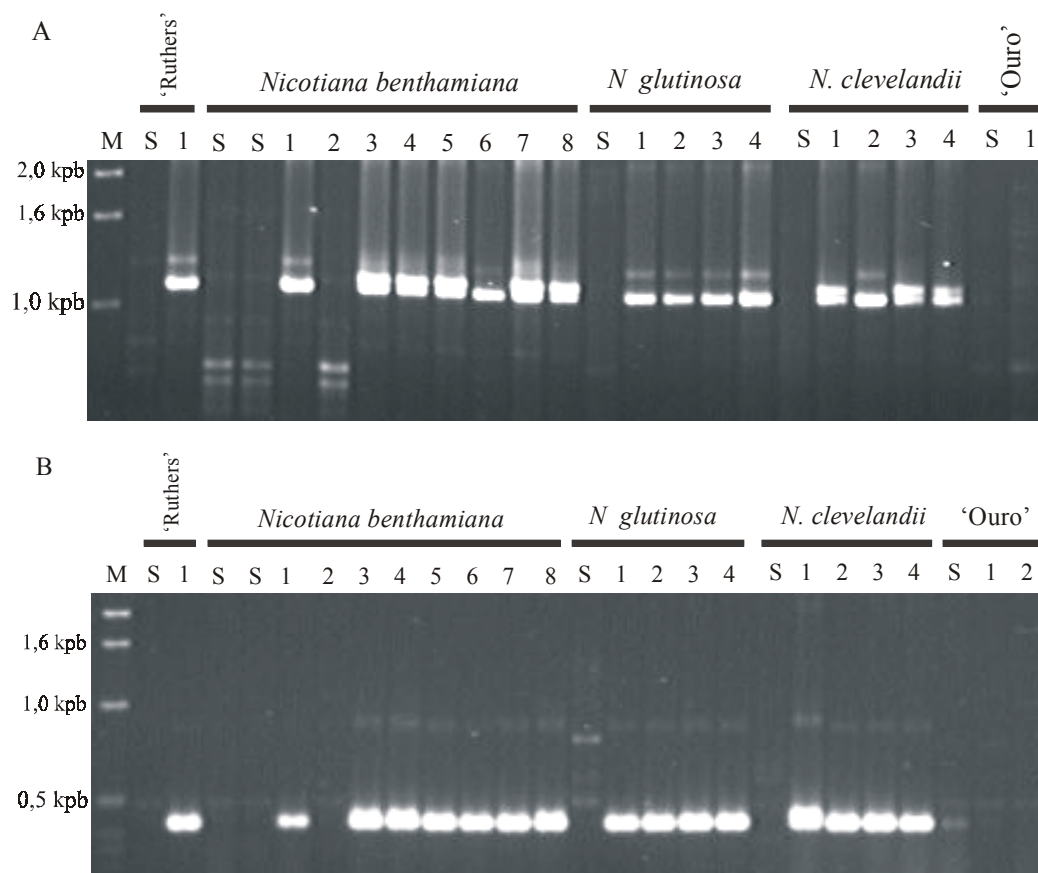 A
'Ruthers' Nicotiana benthamiana N glutinosa N. clevelandii 'Ouro'
M S 1 S S 1 2 3 4 5 6 7 8 S 1 2 3 4 S 1 2 3 4 S 1
2,0 kpb
1,6 kpb
1,0 kpb
B
'Ruthers' Nicotiana benthamiana N glutinosa N. clevelandii 'Ouro'
M S 1 S S 1 2 3 4 5 6 7 8 S 1 2 3 4 S 1 2 3 4 S 1 2
1,6 kpb
1,0 kpb
0,5 kpb